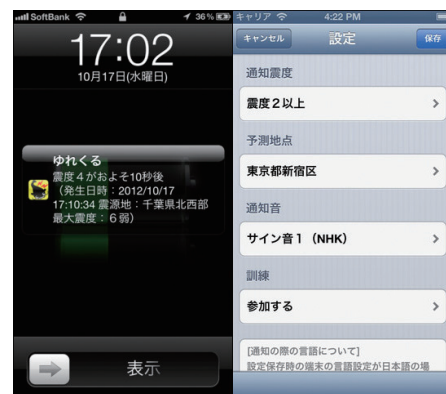 SoftBank 36%
17:02
10月17日(水曜日)
ゆれくる
震度4がおよそ10秒後
(発生日時:2012/10/17
17:10:34 震源地:千葉県北西部
最大震度:6弱)
表示
キャリア 4:22 PM
キャンセル 設定 保存
通知震度
震度2以上
予測地点
東京都新宿区
通知音
サイン音1 (NHK)
訓練
参加する
[通知の際の言語について]
設定保存時の端末の言語設定が日本語の場